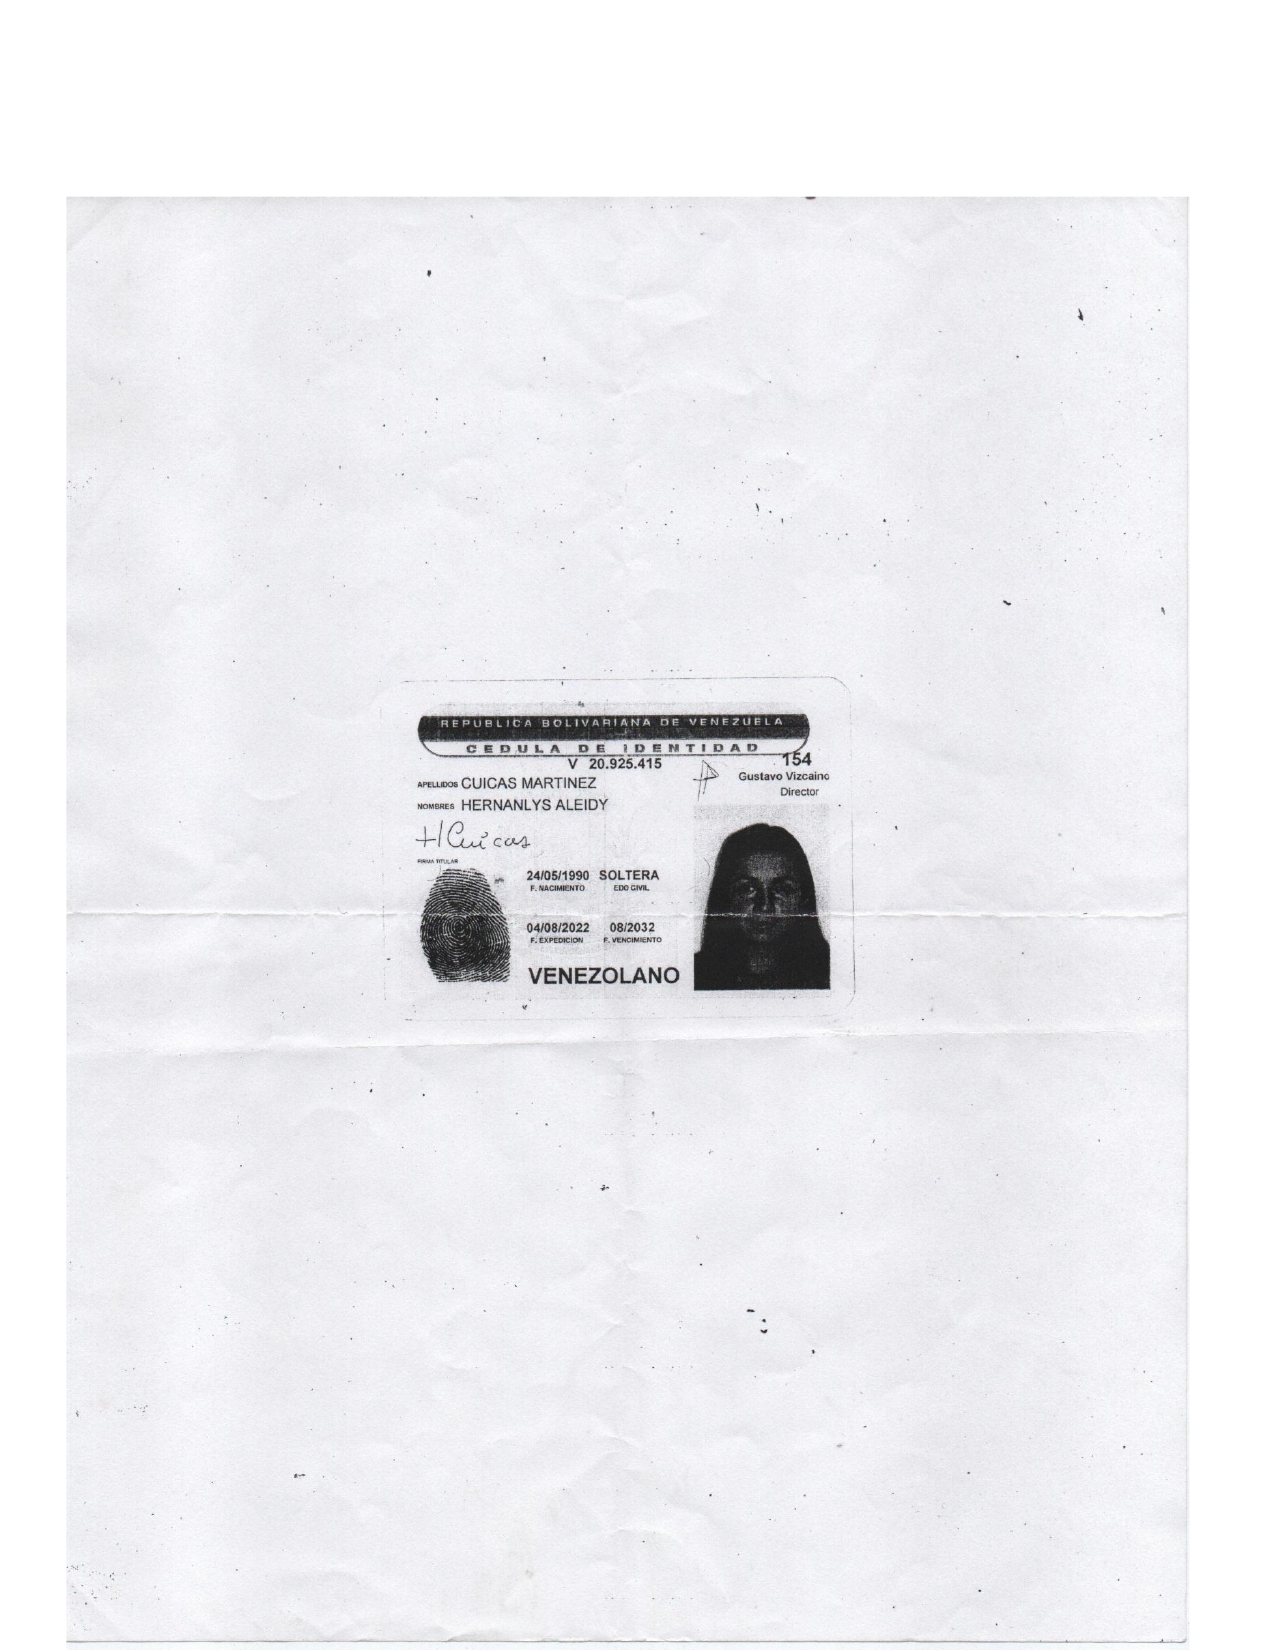 REPUBLICA BOLIVARIANA DE VENEZUELA
CEDULA DE IDENTIDAD
V 20.925.415
154
Gustavo Vizcaino
Director
APELLIDOS CUICAS MARTINEZ
NOMBRES HERNANLYS ALEIDY
H Cuicas
FIRMA TITULAR
24/05/1990 SOLTERA
F. NACIMIENTO EDO CIVIL
04/08/2022 08/2032
F. EXPEDICION F. VENCIMIENTO
VENEZOLANO